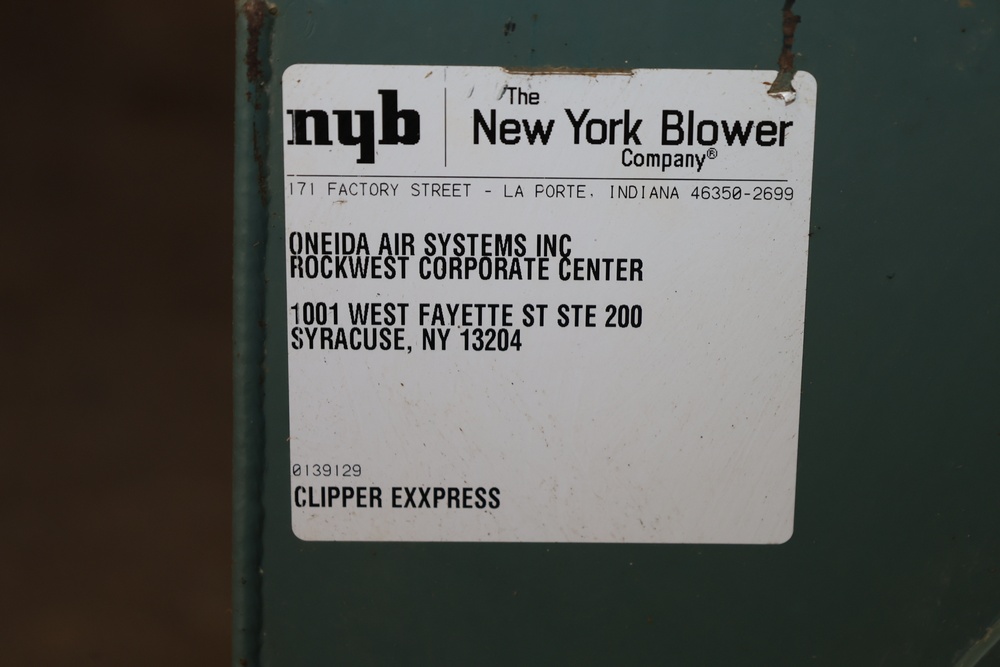 nyb
The
New York Blower
Company®
171 FACTORY STREET - LA PORTE, INDIANA 46350-2699
ONEIDA AIR SYSTEMS INC
ROCKWEST CORPORATE CENTER
1001 WEST FAYETTE ST STE 200
SYRACUSE, NY 13204
0139129
CLIPPER EXXPRESS